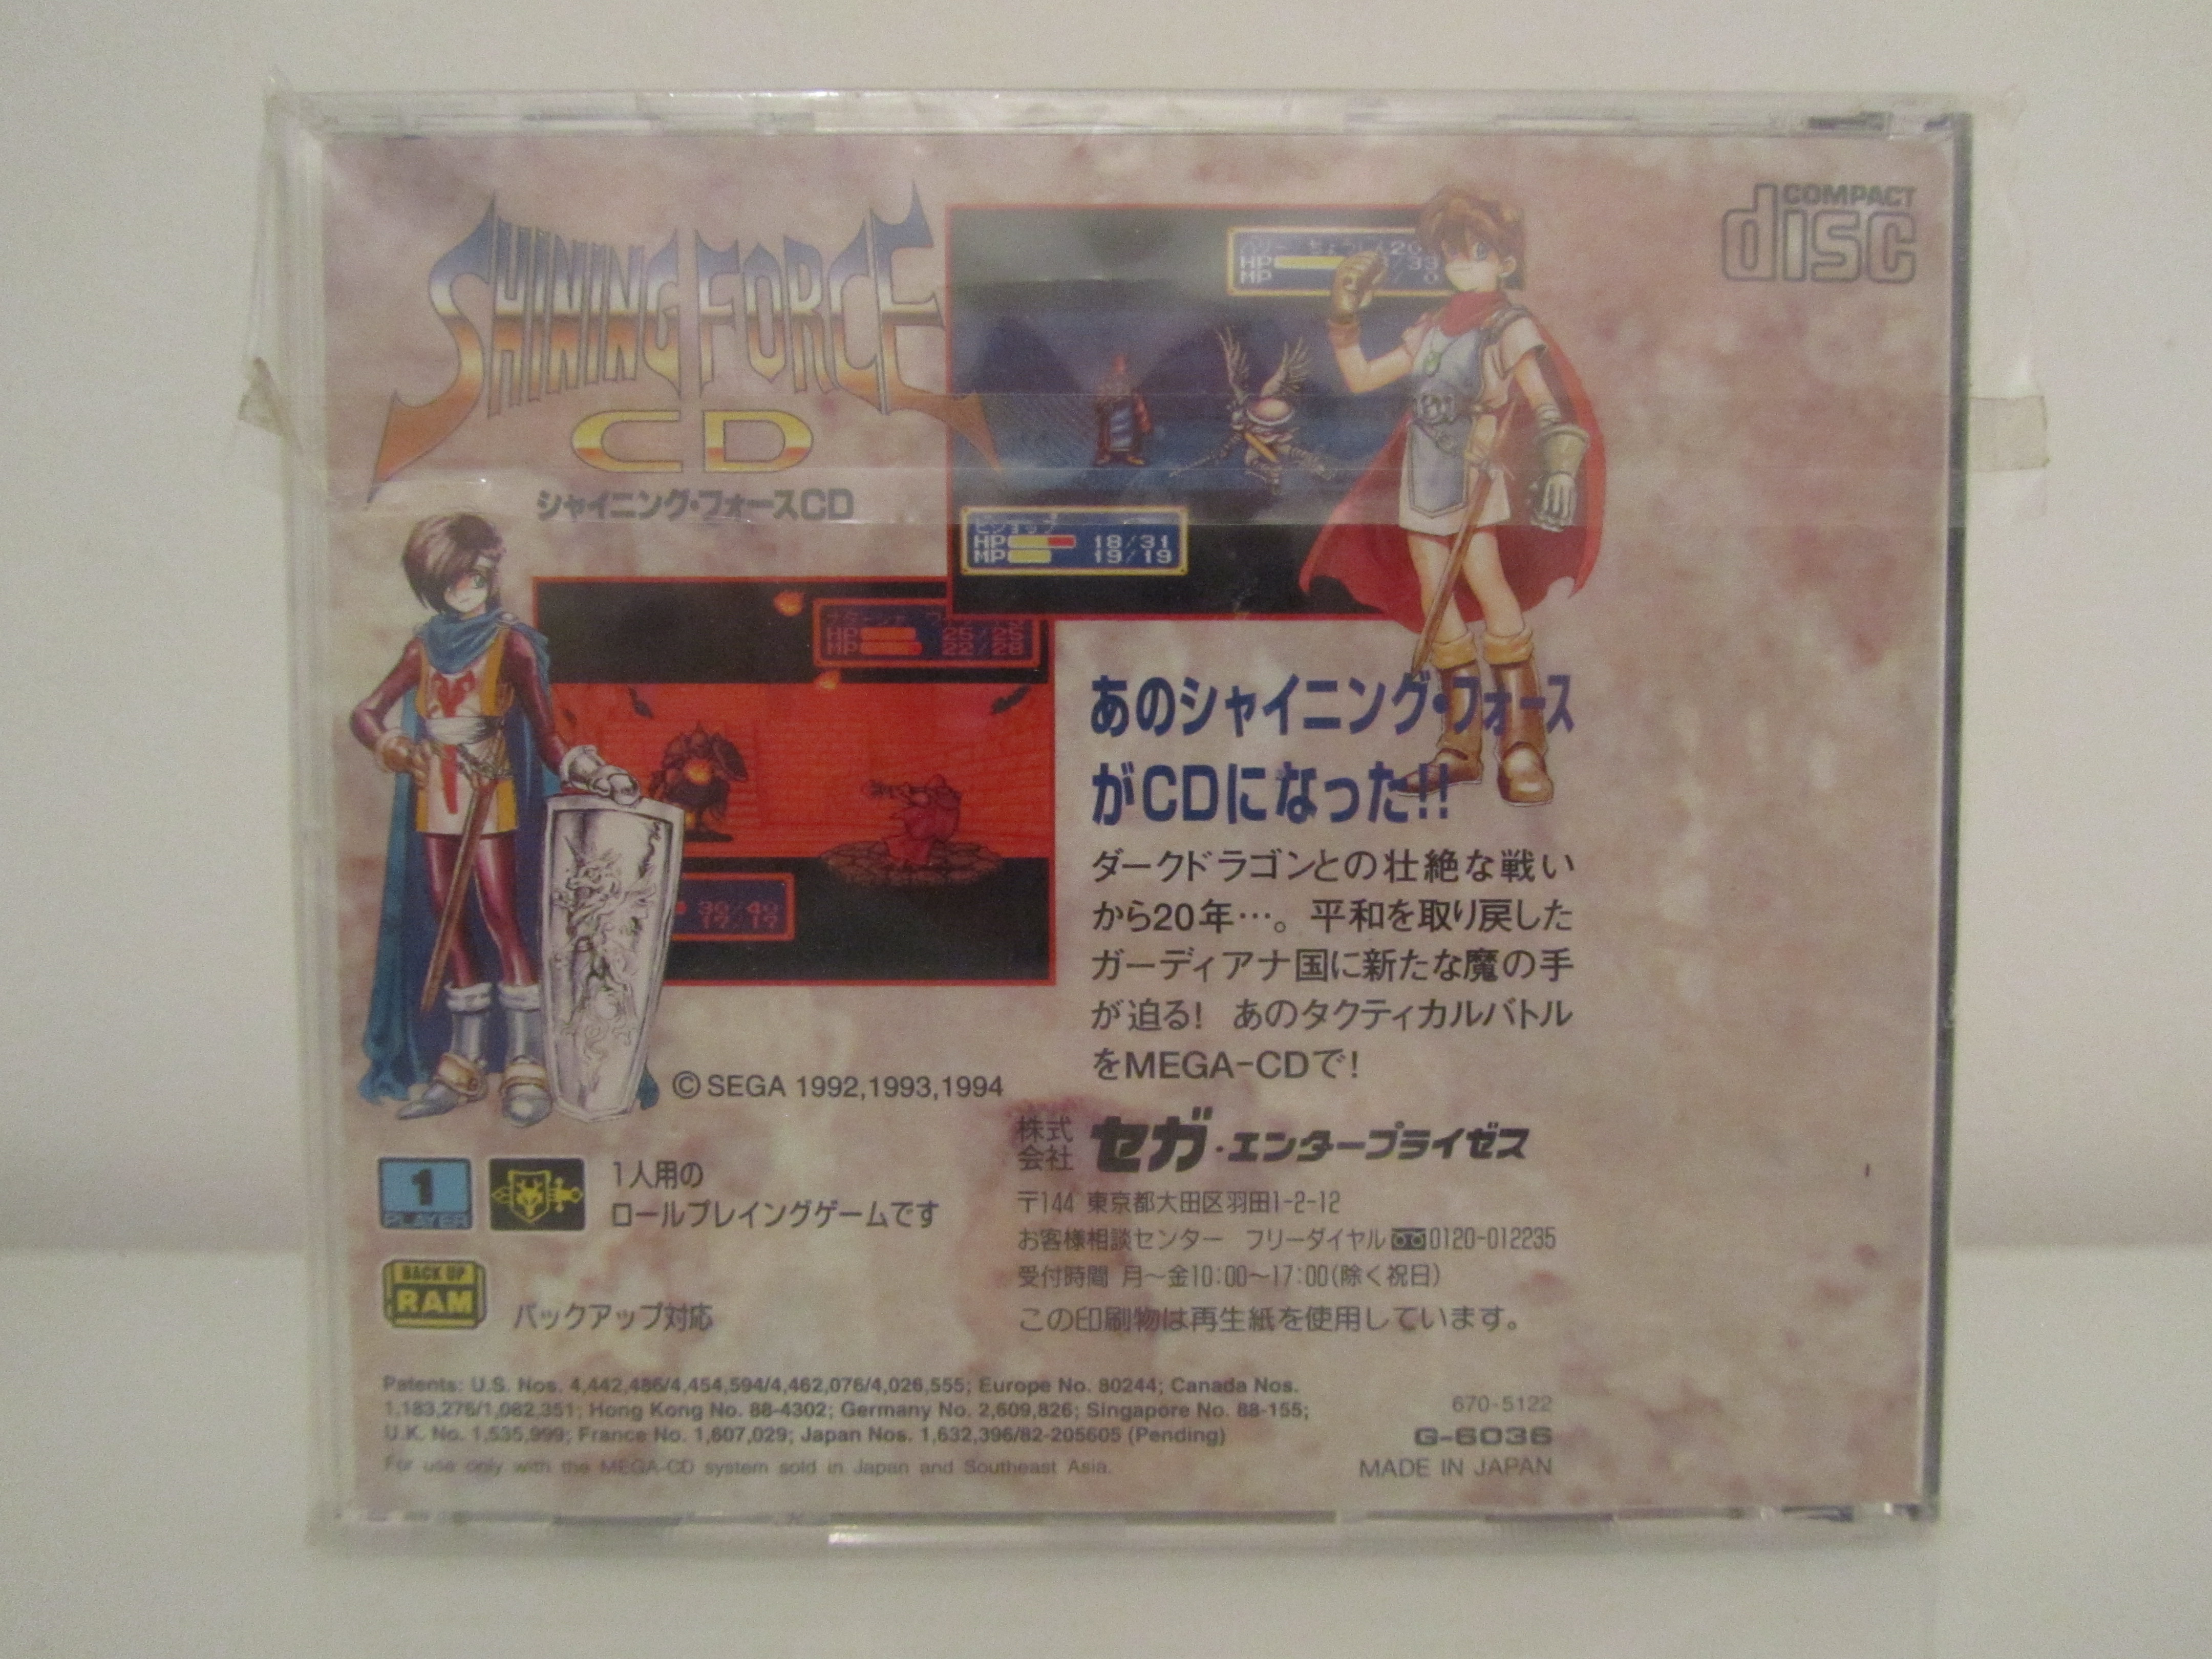 SHINING FORCE
CD
シャイニング・フォースCD
COMPACT
disc
HP
MP
HP 18/31
MP 19/19
HP 25/25
MP 22/28
30/40
17/17
あのシャイニング・フォース
がCDになった!!
ダークドラゴンとの壮絶な戦い
から20年…。平和を取り戻した
ガーディアナ国に新たな魔の手
が迫る! あのタクティカルバトル
をMEGA-CDで!
© SEGA 1992,1993,1994
株式
会社 セガ・エンタープライゼス
〒144 東京都大田区羽田1-2-12
お客様相談センター フリーダイヤル 0120-012235
受付時間 月〜金10:00〜17:00(除く祝日)
この印刷物は再生紙を使用しています。
1
PLAYER
1人用の
ロールプレイングゲームです
BACK UP
RAM
バックアップ対応
Patents: U.S. Nos. 4,442,486/4,454,594/4,462,076/4,026,555; Europe No. 80244; Canada Nos.
1,183,276/1,082,351; Hong Kong No. 88-4302; Germany No. 2,609,826; Singapore No. 88-155;
U.K. No. 1,535,999; France No. 1,607,029; Japan Nos. 1,632,396/82-205605 (Pending)
For use only with the MEGA-CD system sold in Japan and Southeast Asia.
670-5122
G-6036
MADE IN JAPAN